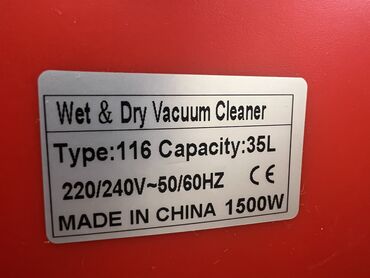 Wet & Dry Vacuum Cleaner
Type:116 Capacity:35L
220/240V~50/60HZ CE
MADE IN CHINA 1500W